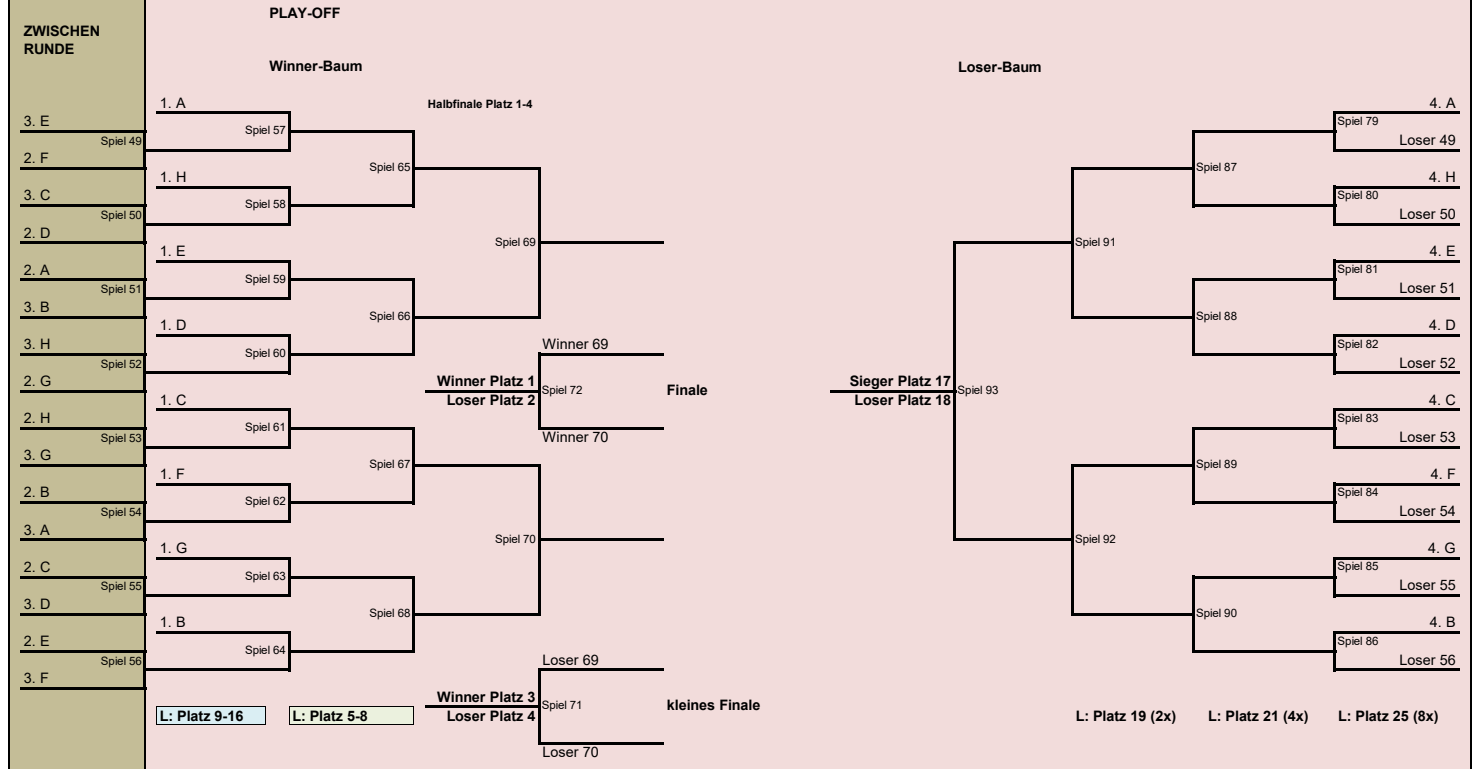 PLAY-OFF
ZWISCHEN
RUNDE
Winner-Baum
Loser-Baum
Halbfinale Platz 1-4
3. E
Spiel 49
2. F
3. C
Spiel 50
2. D
2. A
Spiel 51
3. B
3. H
Spiel 52
2. G
2. H
Spiel 53
3. G
2. B
Spiel 54
3. A
2. C
Spiel 55
3. D
2. E
Spiel 56
3. F
1. A
Spiel 57
1. H
Spiel 58
1. E
Spiel 59
1. D
Spiel 60
1. C
Spiel 61
1. F
Spiel 62
1. G
Spiel 63
1. B
Spiel 64
L: Platz 9-16
L: Platz 5-8
Spiel 65
Spiel 66
Spiel 67
Spiel 68
Spiel 69
Winner 69
Winner Platz 1
Loser Platz 2
Spiel 72
Finale
Winner 70
Spiel 70
Loser 69
Winner Platz 3
Loser Platz 4
Spiel 71
kleines Finale
Loser 70
Sieger Platz 17
Loser Platz 18
Spiel 93
Spiel 91
Spiel 92
Spiel 87
Spiel 88
Spiel 89
Spiel 90
4. A
Spiel 79
Loser 49
4. H
Spiel 80
Loser 50
4. E
Spiel 81
Loser 51
4. D
Spiel 82
Loser 52
4. C
Spiel 83
Loser 53
4. F
Spiel 84
Loser 54
4. G
Spiel 85
Loser 55
4. B
Spiel 86
Loser 56
L: Platz 19 (2x)
L: Platz 21 (4x)
L: Platz 25 (8x)